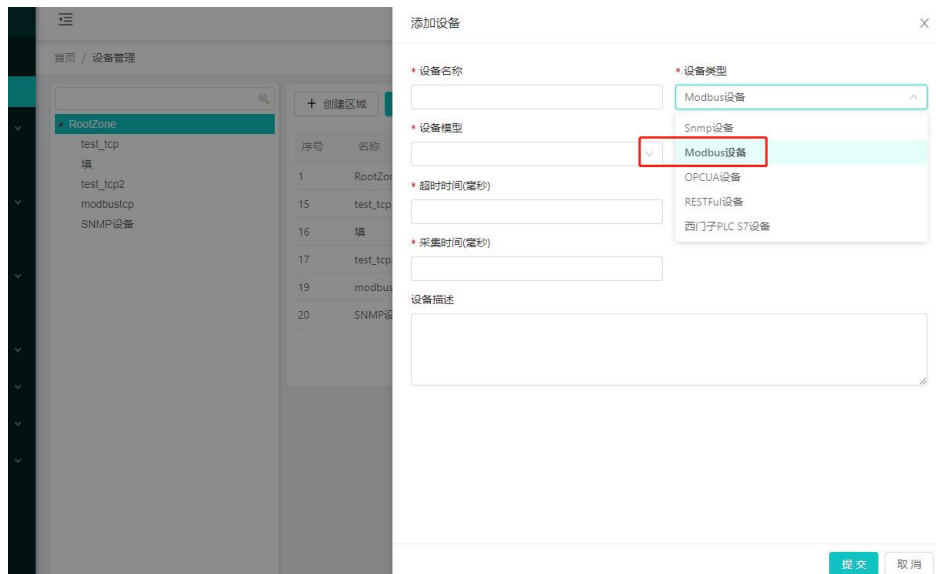 添加设备
首页 / 设备管理
RootZone
test_tcp
填
test_tcp2
modbustcp
SNMP设备
+ 创建区域
序号 名称
1 RootZon
15 test_tcp
16 填
17 test_tcp
19 modbus
20 SNMP设
* 设备名称
* 设备类型
Modbus设备
Snmp设备
Modbus设备
OPCUA设备
RESTFul设备
西门子PLC S7设备
* 设备模型
* 超时时间(毫秒)
* 采集时间(毫秒)
设备描述
提交 取消